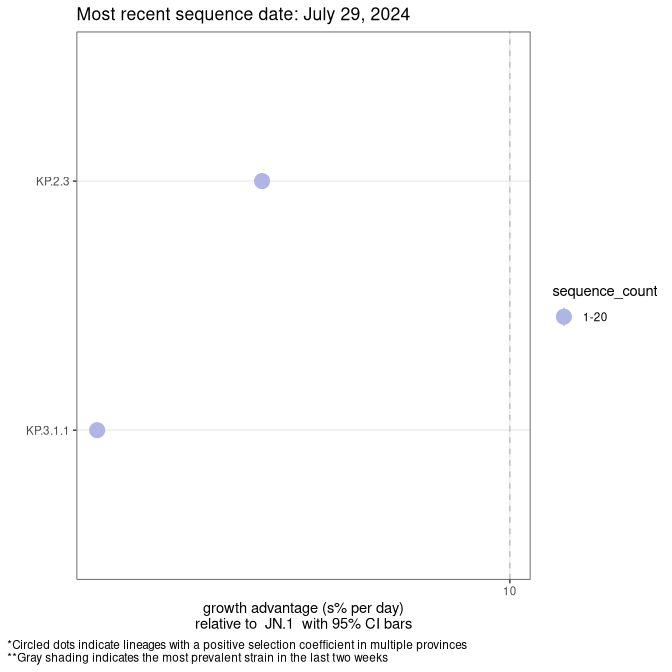 Most recent sequence date: July 29, 2024
KP.2.3
KP.3.1.1
sequence_count
1-20
10
growth advantage (s% per day)
relative to  JN.1  with 95% CI bars
*Circled dots indicate lineages with a positive selection coefficient in multiple provinces
**Gray shading indicates the most prevalent strain in the last two weeks